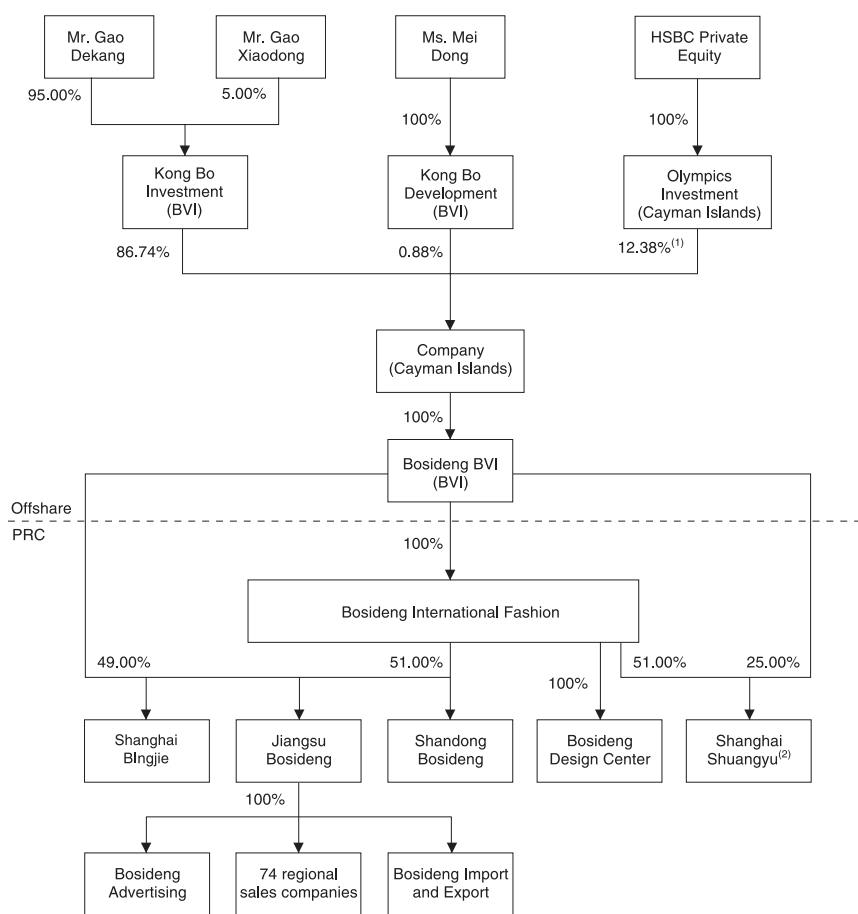 Mr. Gao
Dekang
Mr. Gao
Xiaodong
Ms. Mei
Dong
HSBC Private
Equity
95.00%
5.00%
100%
100%
Kong Bo
Investment
(BVI)
Kong Bo
Development
(BVI)
Olympics
Investment
(Cayman Islands)
86.74%
0.88%
12.38%(1)
Company
(Cayman Islands)
100%
Bosideng BVI
(BVI)
Offshare
PRC
100%
Bosideng International Fashion
49.00%
51.00%
100%
51.00%
25.00%
Shanghai
BIngjie
Jiangsu
Bosideng
Shandong
Bosideng
Bosideng
Design Center
Shanghai
Shuangyu(2)
100%
Bosideng
Advertising
74 regional
sales companies
Bosideng Import
and Export